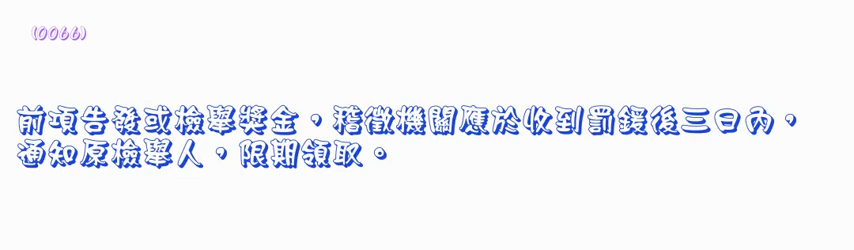 (0066)
前項告發或檢舉獎金，稽徵機關應於收到罰鍰後三日內，
通知原檢舉人，限期領取。